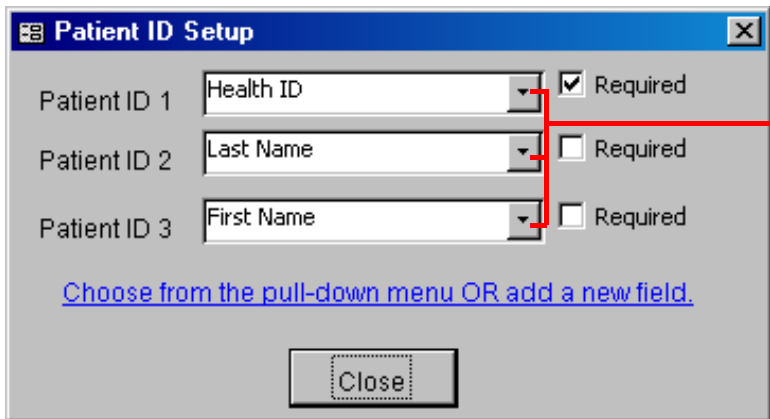 Patient ID Setup
Patient ID 1 Health ID Required
Patient ID 2 Last Name Required
Patient ID 3 First Name Required
Choose from the pull-down menu OR add a new field.
Close